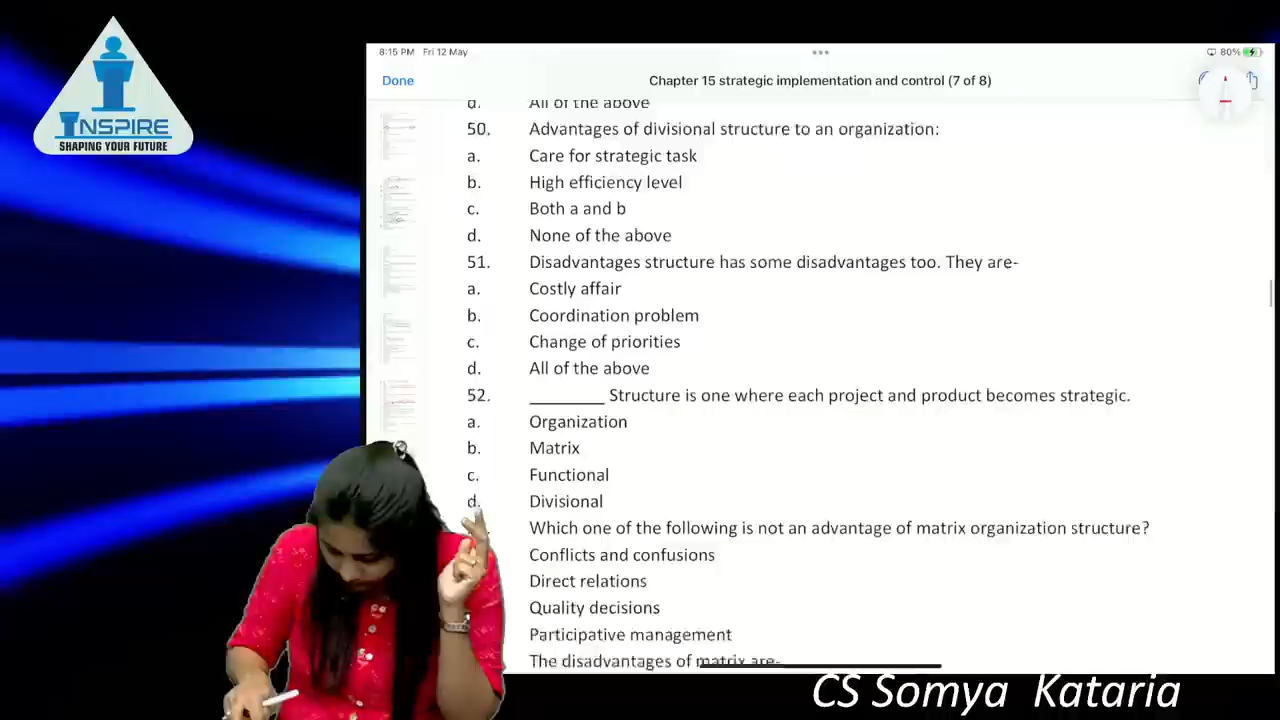 INSPIRE
SHAPING YOUR FUTURE
8:15 PM Fri 12 May
80%
Done
Chapter 15 strategic implementation and control (7 of 8)
d. All of the above
50. Advantages of divisional structure to an organization:
a. Care for strategic task
b. High efficiency level
c. Both a and b
d. None of the above
51. Disadvantages structure has some disadvantages too. They are-
a. Costly affair
b. Coordination problem
c. Change of priorities
d. All of the above
52. ________ Structure is one where each project and product becomes strategic.
a. Organization
b. Matrix
c. Functional
d. Divisional
Which one of the following is not an advantage of matrix organization structure?
Conflicts and confusions
Direct relations
Quality decisions
Participative management
The disadvantages of matrix are-
CS Somya Kataria